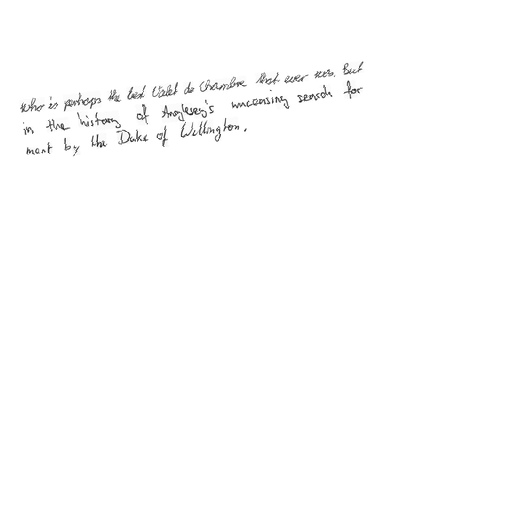 who is perhaps the best Valet de Chambre that ever was. But
in the history of Anglesey's unceasing search for
ment by the Duke of Wellington.